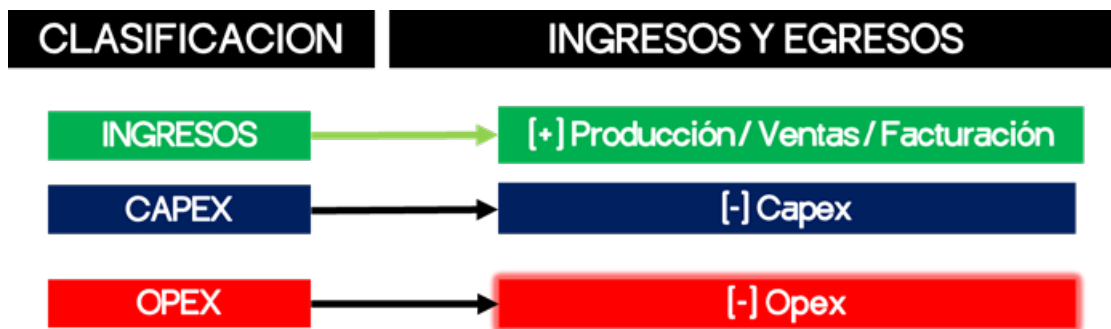 CLASIFICACION
INGRESOS Y EGRESOS
INGRESOS
[+] Producción / Ventas / Facturación
CAPEX
[-] Capex
OPEX
[-] Opex